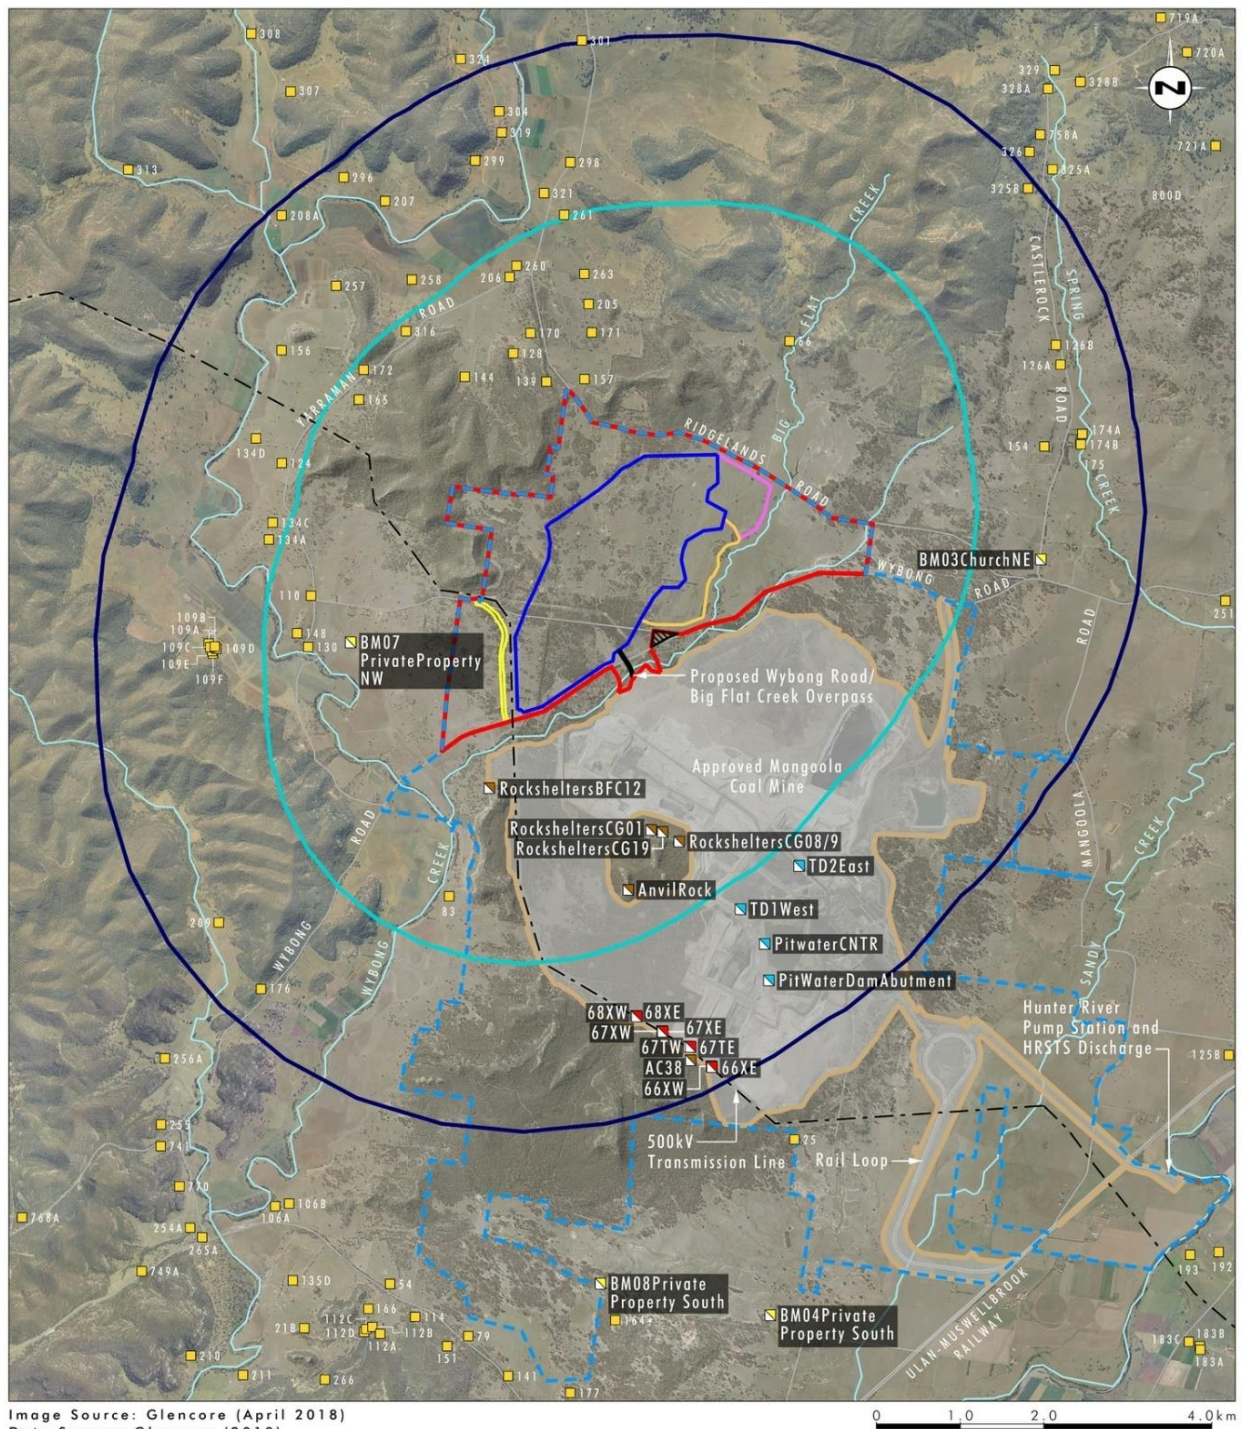 719A
308
301
720A
324
329
328B
328A
307
N
304
319
758A
721A
326
299
298
313
325A
296
325B
321
207
800D
CREEK
208A
261
CASTLEROCK
SPRING
260
263
206
258
257
ROAD
205
FLAT
170
171
316
66
126B
156
128
126A
172
144
139
157
YARRAMAN
165
ROAD
BIG
RIDGELANDS
174A
134D
154
174B
124
175
ROAD
CREEK
134C
134A
BM03ChurchNE
WYBONG
ROAD
110
251
109B
109A
148
109C
109D
130
109E
109F
BM07
PrivateProperty
NW
ROAD
Proposed Wybong Road/
Big Flat Creek Overpass
Approved Mangoola
Coal Mine
RocksheltersBFC12
MANGOOLA
ROAD
RocksheltersCG01
RocksheltersCG19
RocksheltersCG08/9
CREEK
CREEK
TD2East
AnvilRock
83
TD1West
209
WYBONG
PitwaterCNTR
WYBONG
SANDY
PitWaterDamAbutment
176
Hunter River
Pump Station and
HRSTS Discharge
68XW
68XE
67XW
67XE
67TW
67TE
256A
AC38
66XE
125B
66XW
255
741
500kV
Transmission Line
25
Rail Loop
770
106B
106A
768A
254A
265A
193
192
749A
135D
54
BM08Private
Property South
ULAN-MUSWELLBROOK
RAILWAY
166
112C
114
164+
BM04Private
Property South
21B
112D
112B
112A
79
151
183C
183B
183A
210
211
266
141
177
Image Source: Glencore (April 2018)
0 1.0 2.0 4.0km